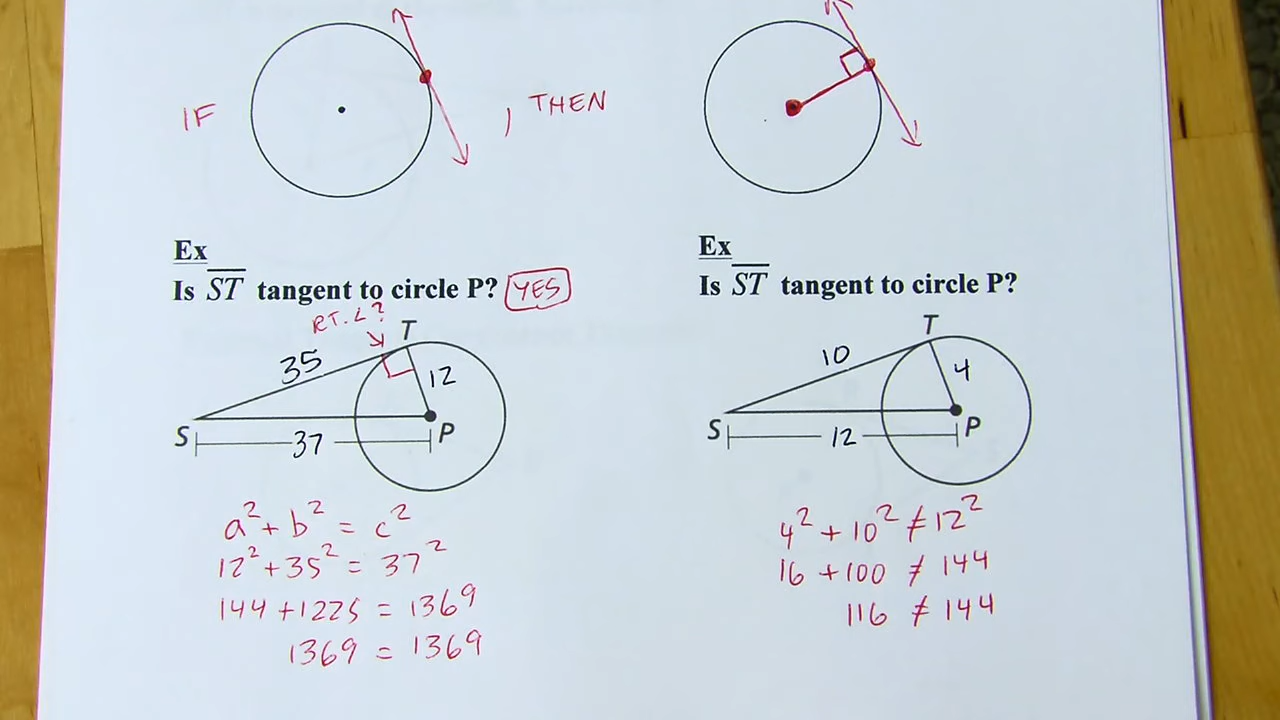 IF , THEN
Ex
Is ST tangent to circle P? YES
RT. ∠?
T
35
12
S
37
P
a² + b² = c²
12² + 35² = 37²
144 + 1225 = 1369
1369 = 1369
Ex
Is ST tangent to circle P?
T
10
4
S
12
P
4² + 10² ≠ 12²
16 + 100 ≠ 144
116 ≠ 144